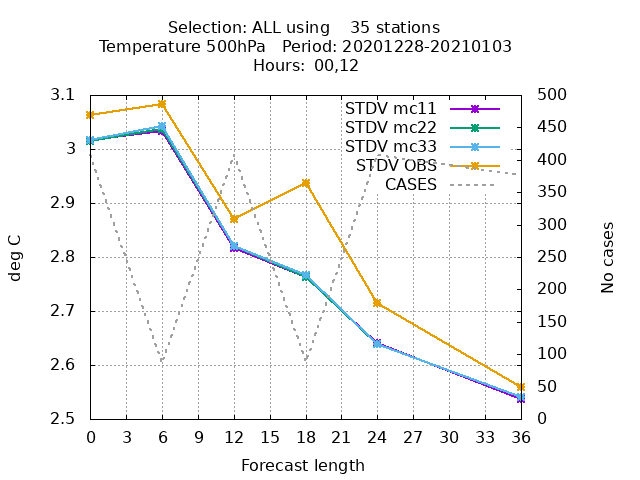 Selection: ALL using    35 stations
Temperature 500hPa   Period: 20201228-20210103
Hours:  00,12
3.1
3
2.9
2.8
2.7
2.6
2.5
deg C
500
450
400
350
300
250
200
150
100
50
0
No cases
STDV mc11
STDV mc22
STDV mc33
STDV OBS
CASES
0 3 6 9 12 15 18 21 24 27 30 33 36
Forecast length